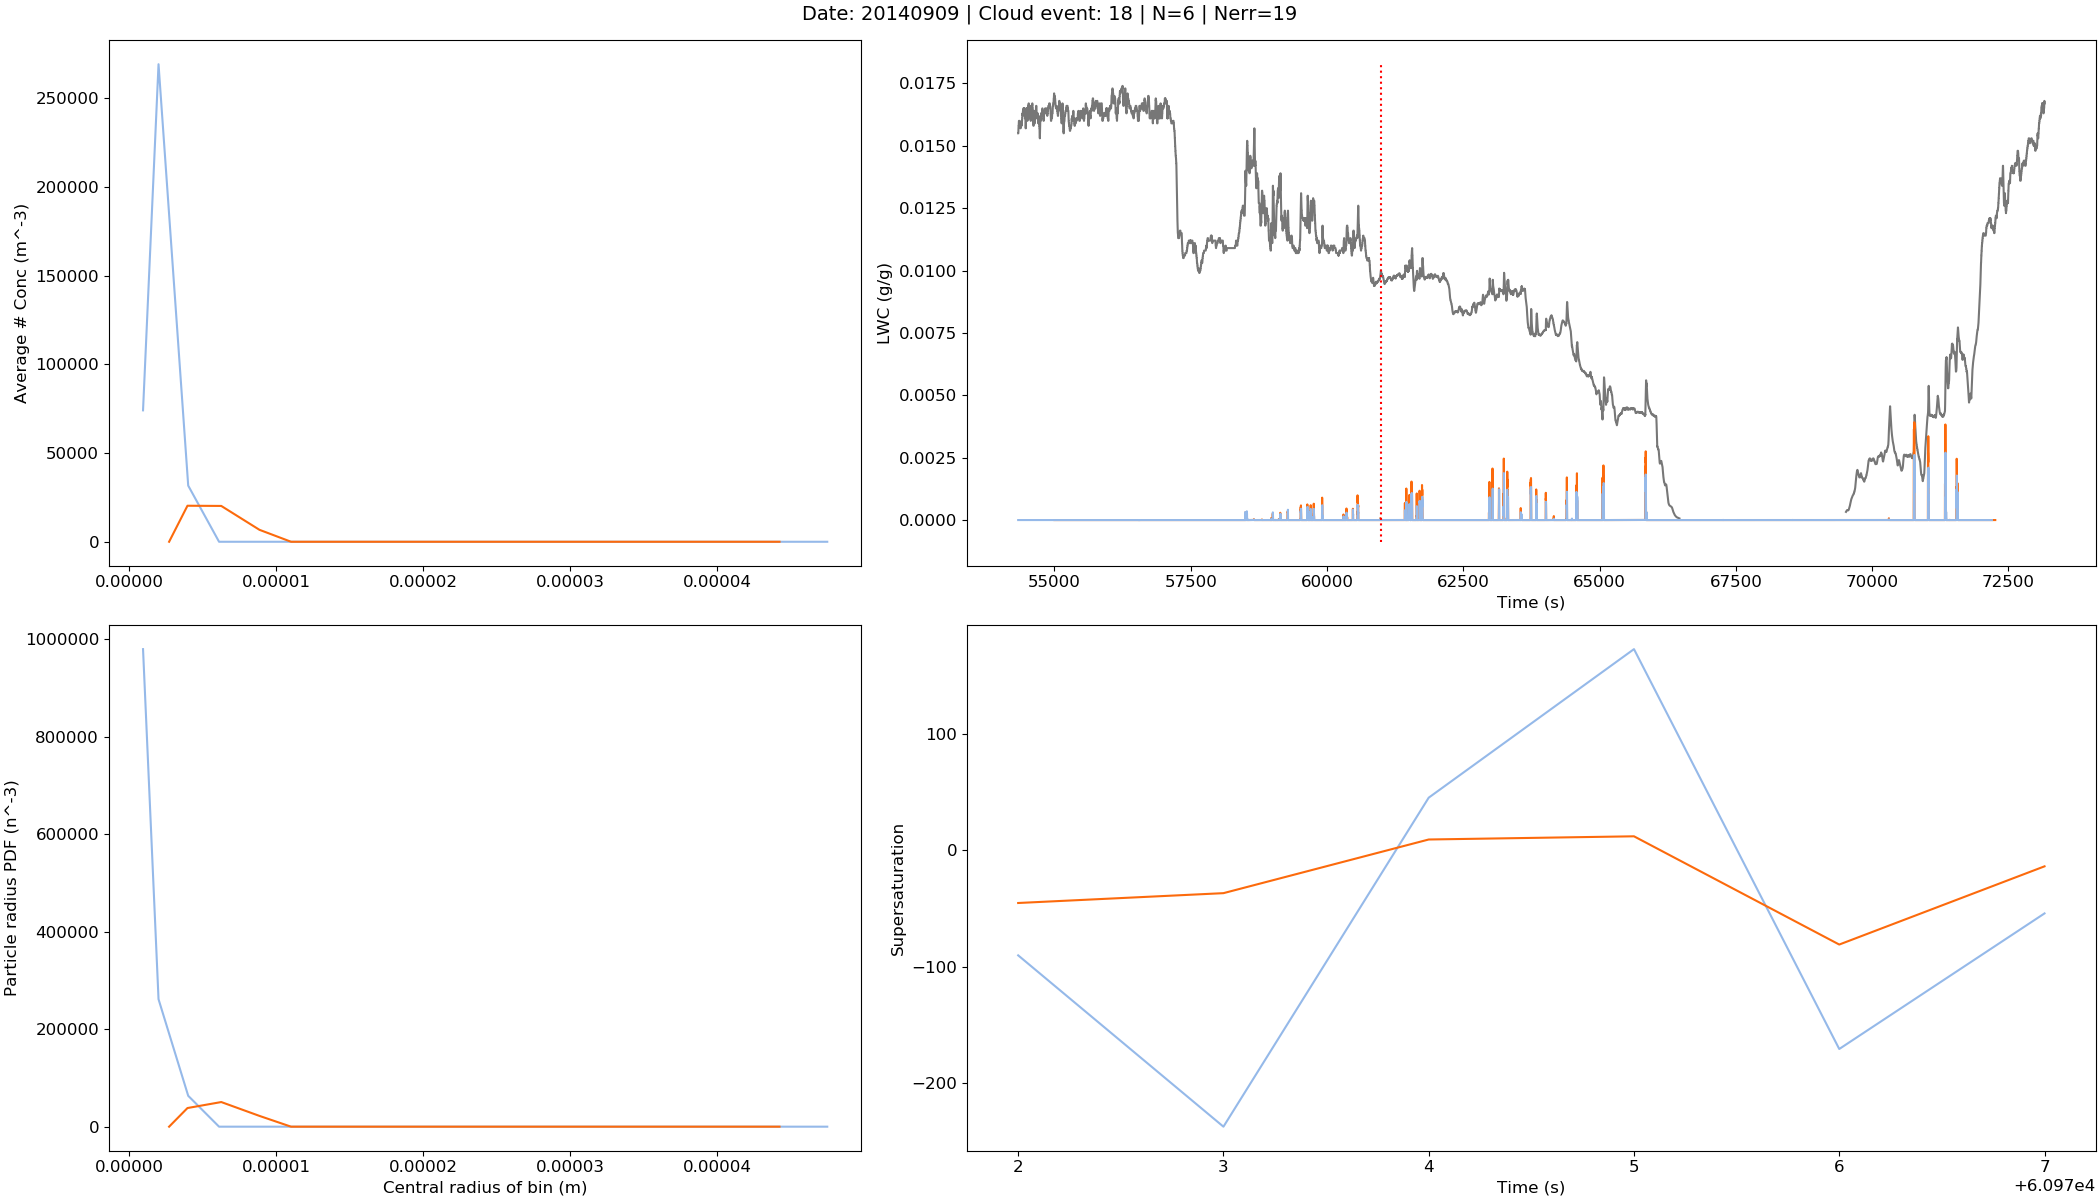 Date: 20140909 | Cloud event: 18 | N=6 | Nerr=19
Average # Conc (m^-3)
250000
200000
150000
100000
50000
0
0.00000 0.00001 0.00002 0.00003 0.00004
LWC (g/g)
0.0175
0.0150
0.0125
0.0100
0.0075
0.0050
0.0025
0.0000
55000 57500 60000 62500 65000 67500 70000 72500
Time (s)
Particle radius PDF (n^-3)
1000000
800000
600000
400000
200000
0
0.00000 0.00001 0.00002 0.00003 0.00004
Central radius of bin (m)
Supersaturation
100
0
−100
−200
2 3 4 5 6 7
Time (s)
+6.097e4